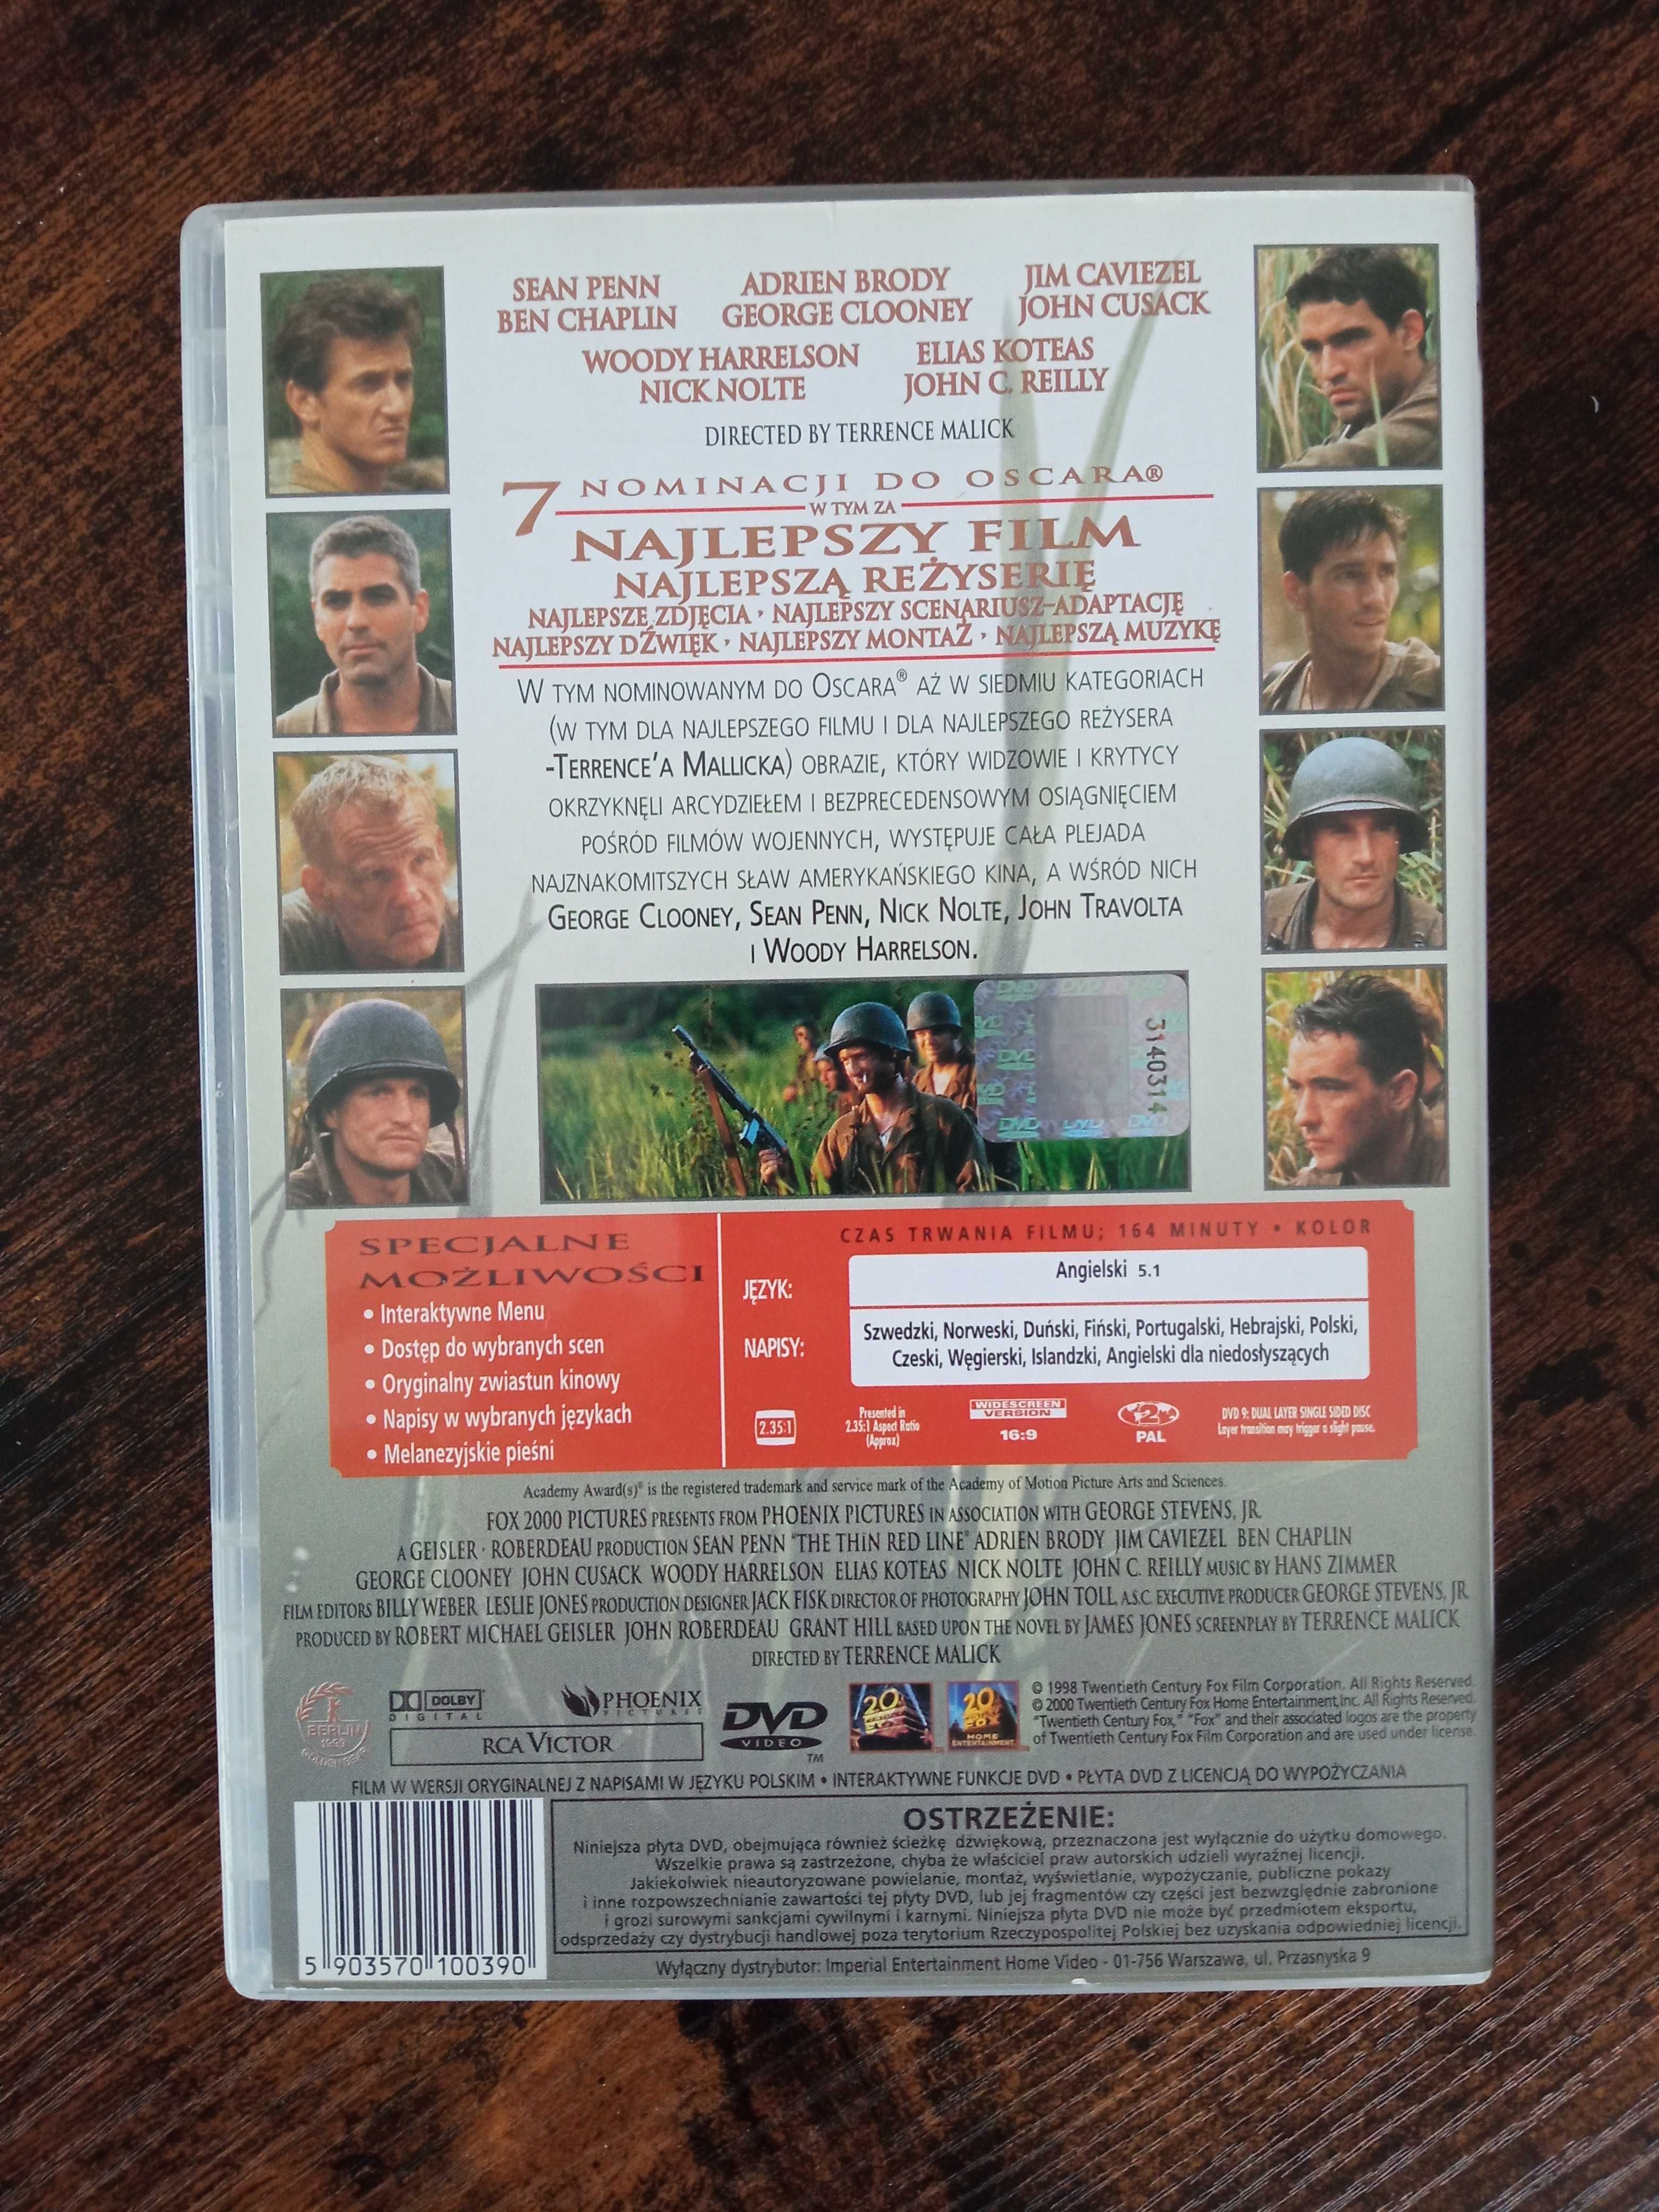 SEAN PENN ADRIEN BRODY JIM CAVIEZEL
BEN CHAPLIN GEORGE CLOONEY JOHN CUSACK
WOODY HARRELSON ELIAS KOTEAS
NICK NOLTE JOHN C. REILLY
DIRECTED BY TERRENCE MALICK
7 NOMINACJI DO OSCARA®
W TYM ZA
NAJLEPSZY FILM
NAJLEPSZĄ REŻYSERIĘ
NAJLEPSZE ZDJĘCIA • NAJLEPSZY SCENARIUSZ-ADAPTACJĘ
NAJLEPSZY DŹWIĘK • NAJLEPSZY MONTAŻ • NAJLEPSZĄ MUZYKĘ
W TYM NOMINOWANYM DO OSCARA® AŻ W SIEDMIU KATEGORIACH
(W TYM DLA NAJLEPSZEGO FILMU I DLA NAJLEPSZEGO REŻYSERA
-TERRENCE'A MALLICKA) OBRAZIE, KTÓRY WIDZOWIE I KRYTYCY
OKRZYKNĘLI ARCYDZIEŁEM I BEZPRECEDENSOWYM OSIĄGNIĘCIEM
POŚRÓD FILMÓW WOJENNYCH, WYSTĘPUJE CAŁA PLEJADA
NAJZNAKOMITSZYCH SŁAW AMERYKAŃSKIEGO KINA, A WŚRÓD NICH
GEORGE CLOONEY, SEAN PENN, NICK NOLTE, JOHN TRAVOLTA
I WOODY HARRELSON.
DVD DVD DVD
3140314
SPECJALNE
MOŻLIWOŚCI
• Interaktywne Menu
• Dostęp do wybranych scen
• Oryginalny zwiastun kinowy
• Napisy w wybranych językach
• Melanezyjskie pieśni
CZAS TRWANIA FILMU; 164 MINUTY • KOLOR
JĘZYK: Angielski 5.1
NAPISY: Szwedzki, Norweski, Duński, Fiński, Portugalski, Hebrajski, Polski,
Czeski, Węgierski, Islandzki, Angielski dla niedosłyszących
2.35:1
Presented in
2.35:1 Aspect Ratio
(Approx)
WIDESCREEN
VERSION
16:9
2
PAL
DVD 9: DUAL LAYER SINGLE SIDED DISC
Layer transition may trigger a slight pause.
Academy Award(s)® is the registered trademark and service mark of the Academy of Motion Picture Arts and Sciences.
FOX 2000 PICTURES PRESENTS FROM PHOENIX PICTURES IN ASSOCIATION WITH GEORGE STEVENS, JR.
A GEISLER • ROBERDEAU PRODUCTION SEAN PENN "THE THIN RED LINE" ADRIEN BRODY JIM CAVIEZEL BEN CHAPLIN
GEORGE CLOONEY JOHN CUSACK WOODY HARRELSON ELIAS KOTEAS NICK NOLTE JOHN C. REILLY MUSIC BY HANS ZIMMER
FILM EDITORS BILLY WEBER LESLIE JONES PRODUCTION DESIGNER JACK FISK DIRECTOR OF PHOTOGRAPHY JOHN TOLL, A.S.C. EXECUTIVE PRODUCER GEORGE STEVENS, JR.
PRODUCED BY ROBERT MICHAEL GEISLER JOHN ROBERDEAU GRANT HILL BASED UPON THE NOVEL BY JAMES JONES SCREENPLAY BY TERRENCE MALICK
DIRECTED BY TERRENCE MALICK
BERLIN
1999
GOLDEN BEAR
DOLBY
DIGITAL
PHOENIX
PICTURES
RCA VICTOR
DVD
VIDEO
TM
20
20
FOX
HOME
ENTERTAINMENT
© 1998 Twentieth Century Fox Film Corporation. All Rights Reserved.
© 2000 Twentieth Century Fox Home Entertainment, Inc. All Rights Reserved.
"Twentieth Century Fox," "Fox" and their associated logos are the property
of Twentieth Century Fox Film Corporation and are used under license.
FILM W WERSJI ORYGINALNEJ Z NAPISAMI W JĘZYKU POLSKIM • INTERAKTYWNE FUNKCJE DVD • PŁYTA DVD Z LICENCJĄ DO WYPOŻYCZANIA
OSTRZEŻENIE:
Niniejsza płyta DVD, obejmująca również ścieżkę dźwiękową, przeznaczona jest wyłącznie do użytku domowego.
Wszelkie prawa są zastrzeżone, chyba że właściciel praw autorskich udzieli wyraźnej licencji.
Jakiekolwiek nieautoryzowane powielanie, montaż, wyświetlanie, wypożyczanie, publiczne pokazy
i inne rozpowszechnianie zawartości tej płyty DVD, lub jej fragmentów czy części jest bezwzględnie zabronione
i grozi surowymi sankcjami cywilnymi i karnymi. Niniejsza płyta DVD nie może być przedmiotem eksportu,
odsprzedaży czy dystrybucji handlowej poza terytorium Rzeczypospolitej Polskiej bez uzyskania odpowiedniej licencji.
5 903570 100390
Wyłączny dystrybutor: Imperial Entertainment Home Video - 01-756 Warszawa, ul. Przasnyska 9